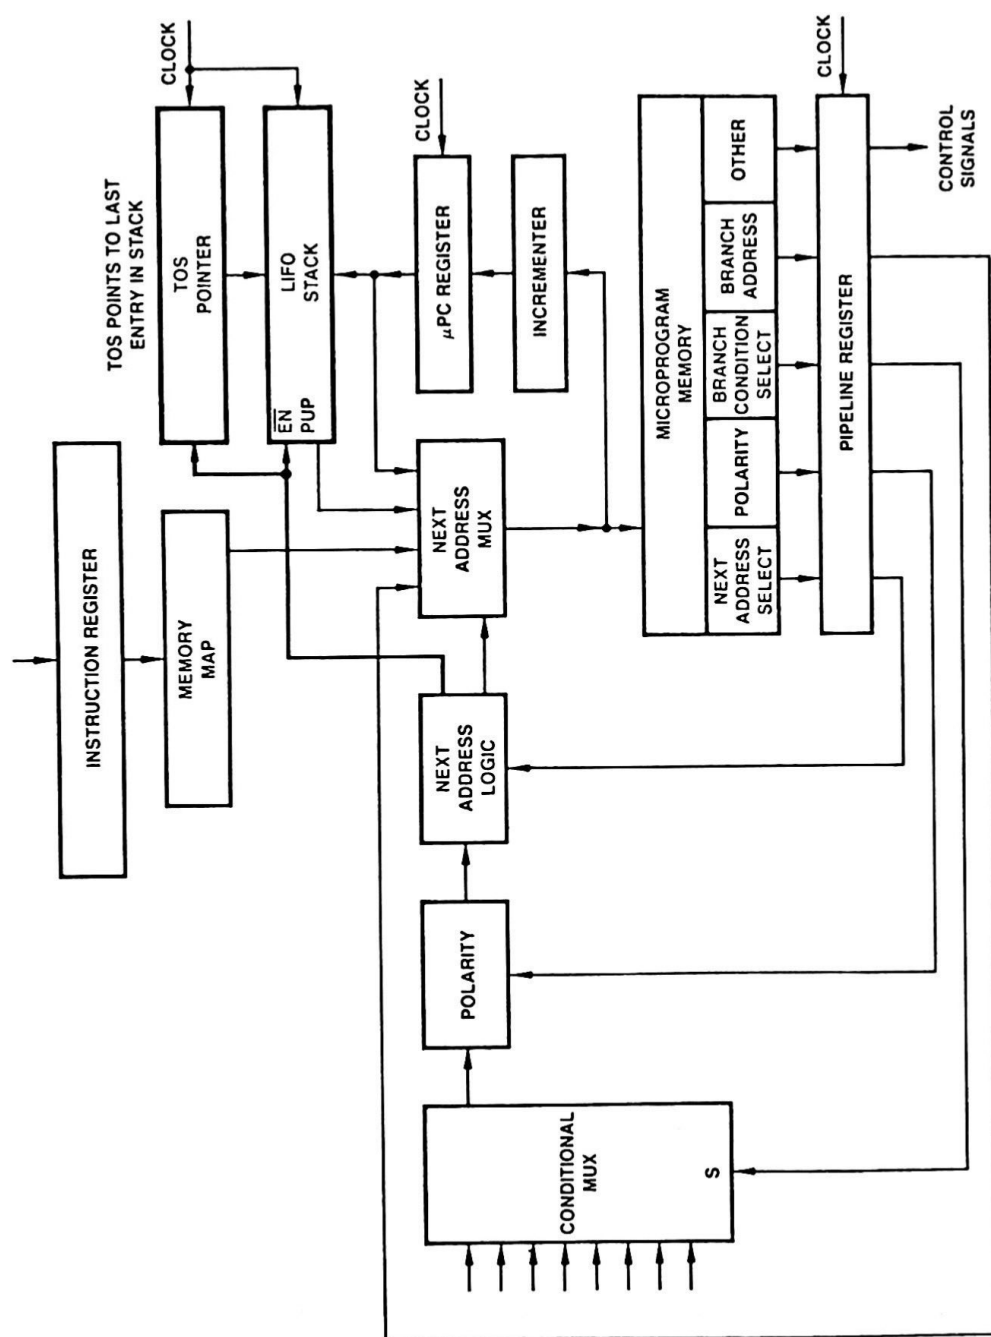 INSTRUCTION REGISTER
MEMORY
MAP
TOS POINTS TO LAST
ENTRY IN STACK
TOS
POINTER
CLOCK
LIFO
STACK
EN
PUP
CLOCK
µPC REGISTER
INCREMENTER
NEXT
ADDRESS
MUX
NEXT
ADDRESS
LOGIC
POLARITY
CONDITIONAL
MUX
S
MICROPROGRAM
MEMORY
NEXT
ADDRESS
SELECT
POLARITY
BRANCH
CONDITION
SELECT
BRANCH
ADDRESS
OTHER
PIPELINE REGISTER
CLOCK
CONTROL
SIGNALS